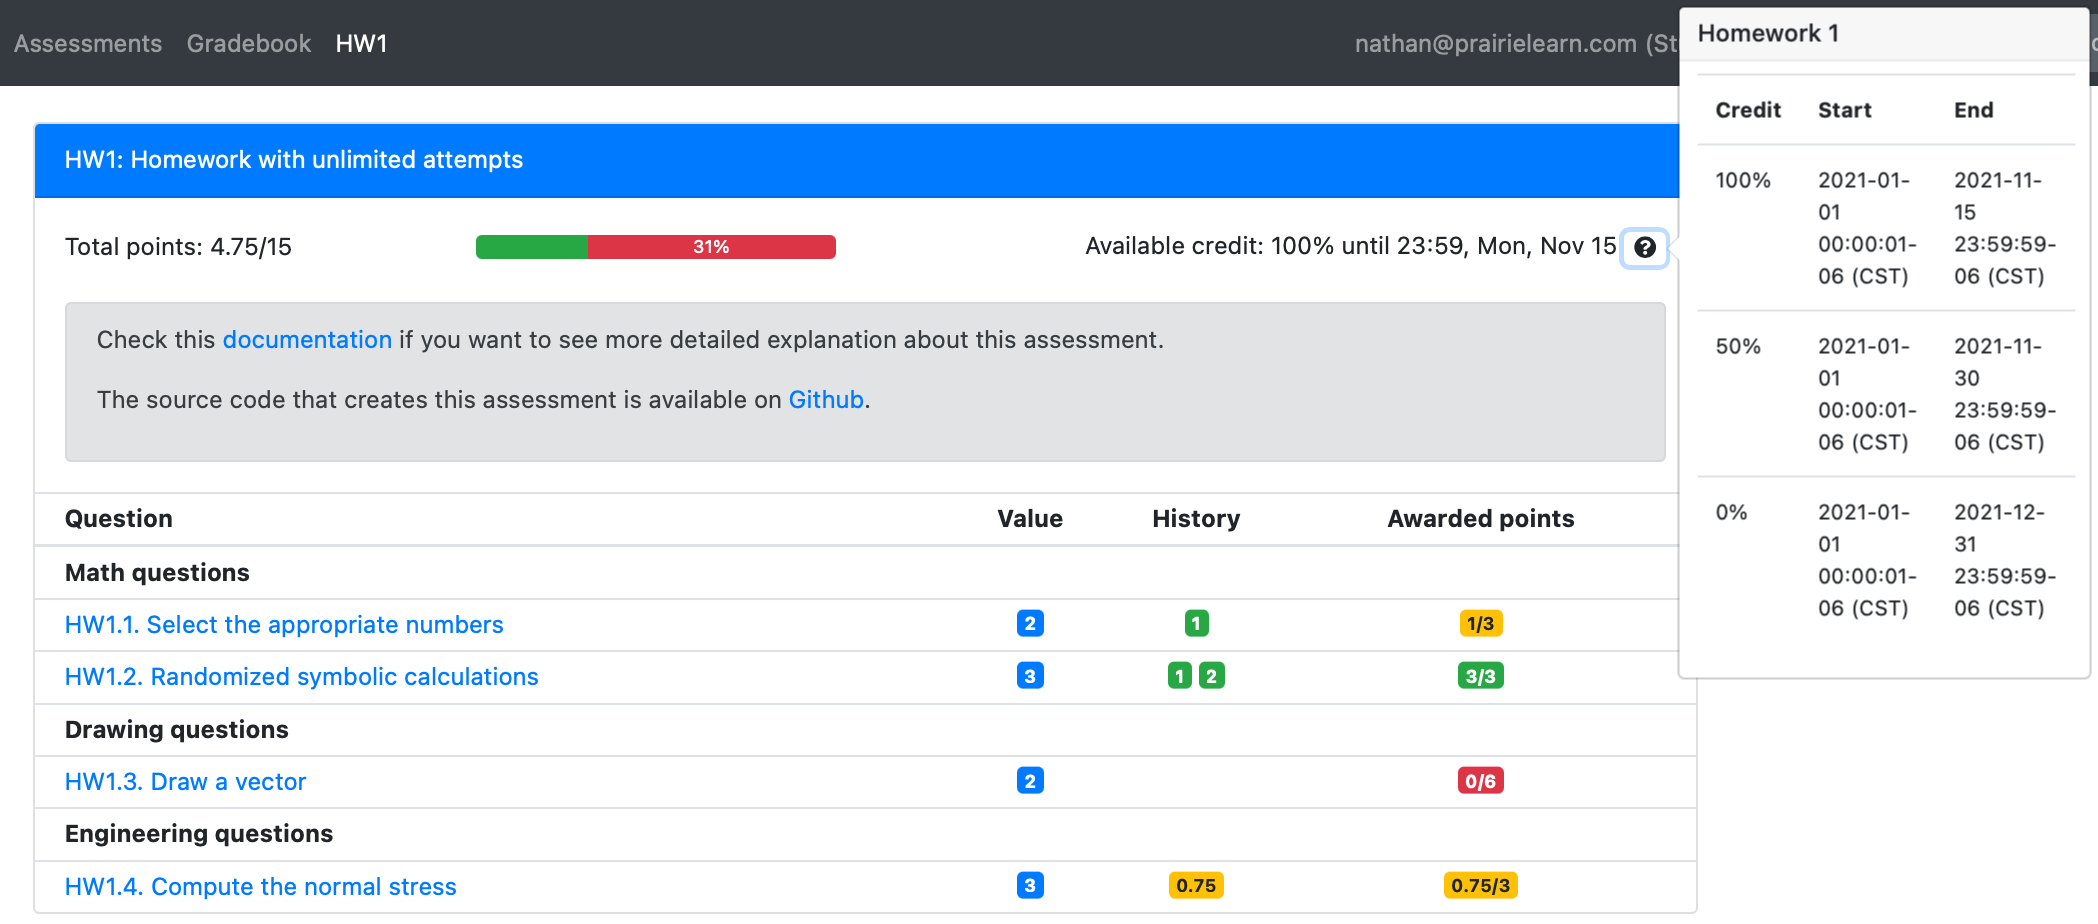 Assessments Gradebook HW1 nathan@prairielearn.com (St
Homework 1
Credit Start End
100% 2021-01-01 00:00:01-06 (CST) 2021-11-15 23:59:59-06 (CST)
50% 2021-01-01 00:00:01-06 (CST) 2021-11-30 23:59:59-06 (CST)
0% 2021-01-01 00:00:01-06 (CST) 2021-12-31 23:59:59-06 (CST)
HW1: Homework with unlimited attempts
Total points: 4.75/15 31% Available credit: 100% until 23:59, Mon, Nov 15 ?
Check this documentation if you want to see more detailed explanation about this assessment.
The source code that creates this assessment is available on Github.
Question Value History Awarded points
Math questions
HW1.1. Select the appropriate numbers 2 1 1/3
HW1.2. Randomized symbolic calculations 3 1 2 3/3
Drawing questions
HW1.3. Draw a vector 2 0/6
Engineering questions
HW1.4. Compute the normal stress 3 0.75 0.75/3